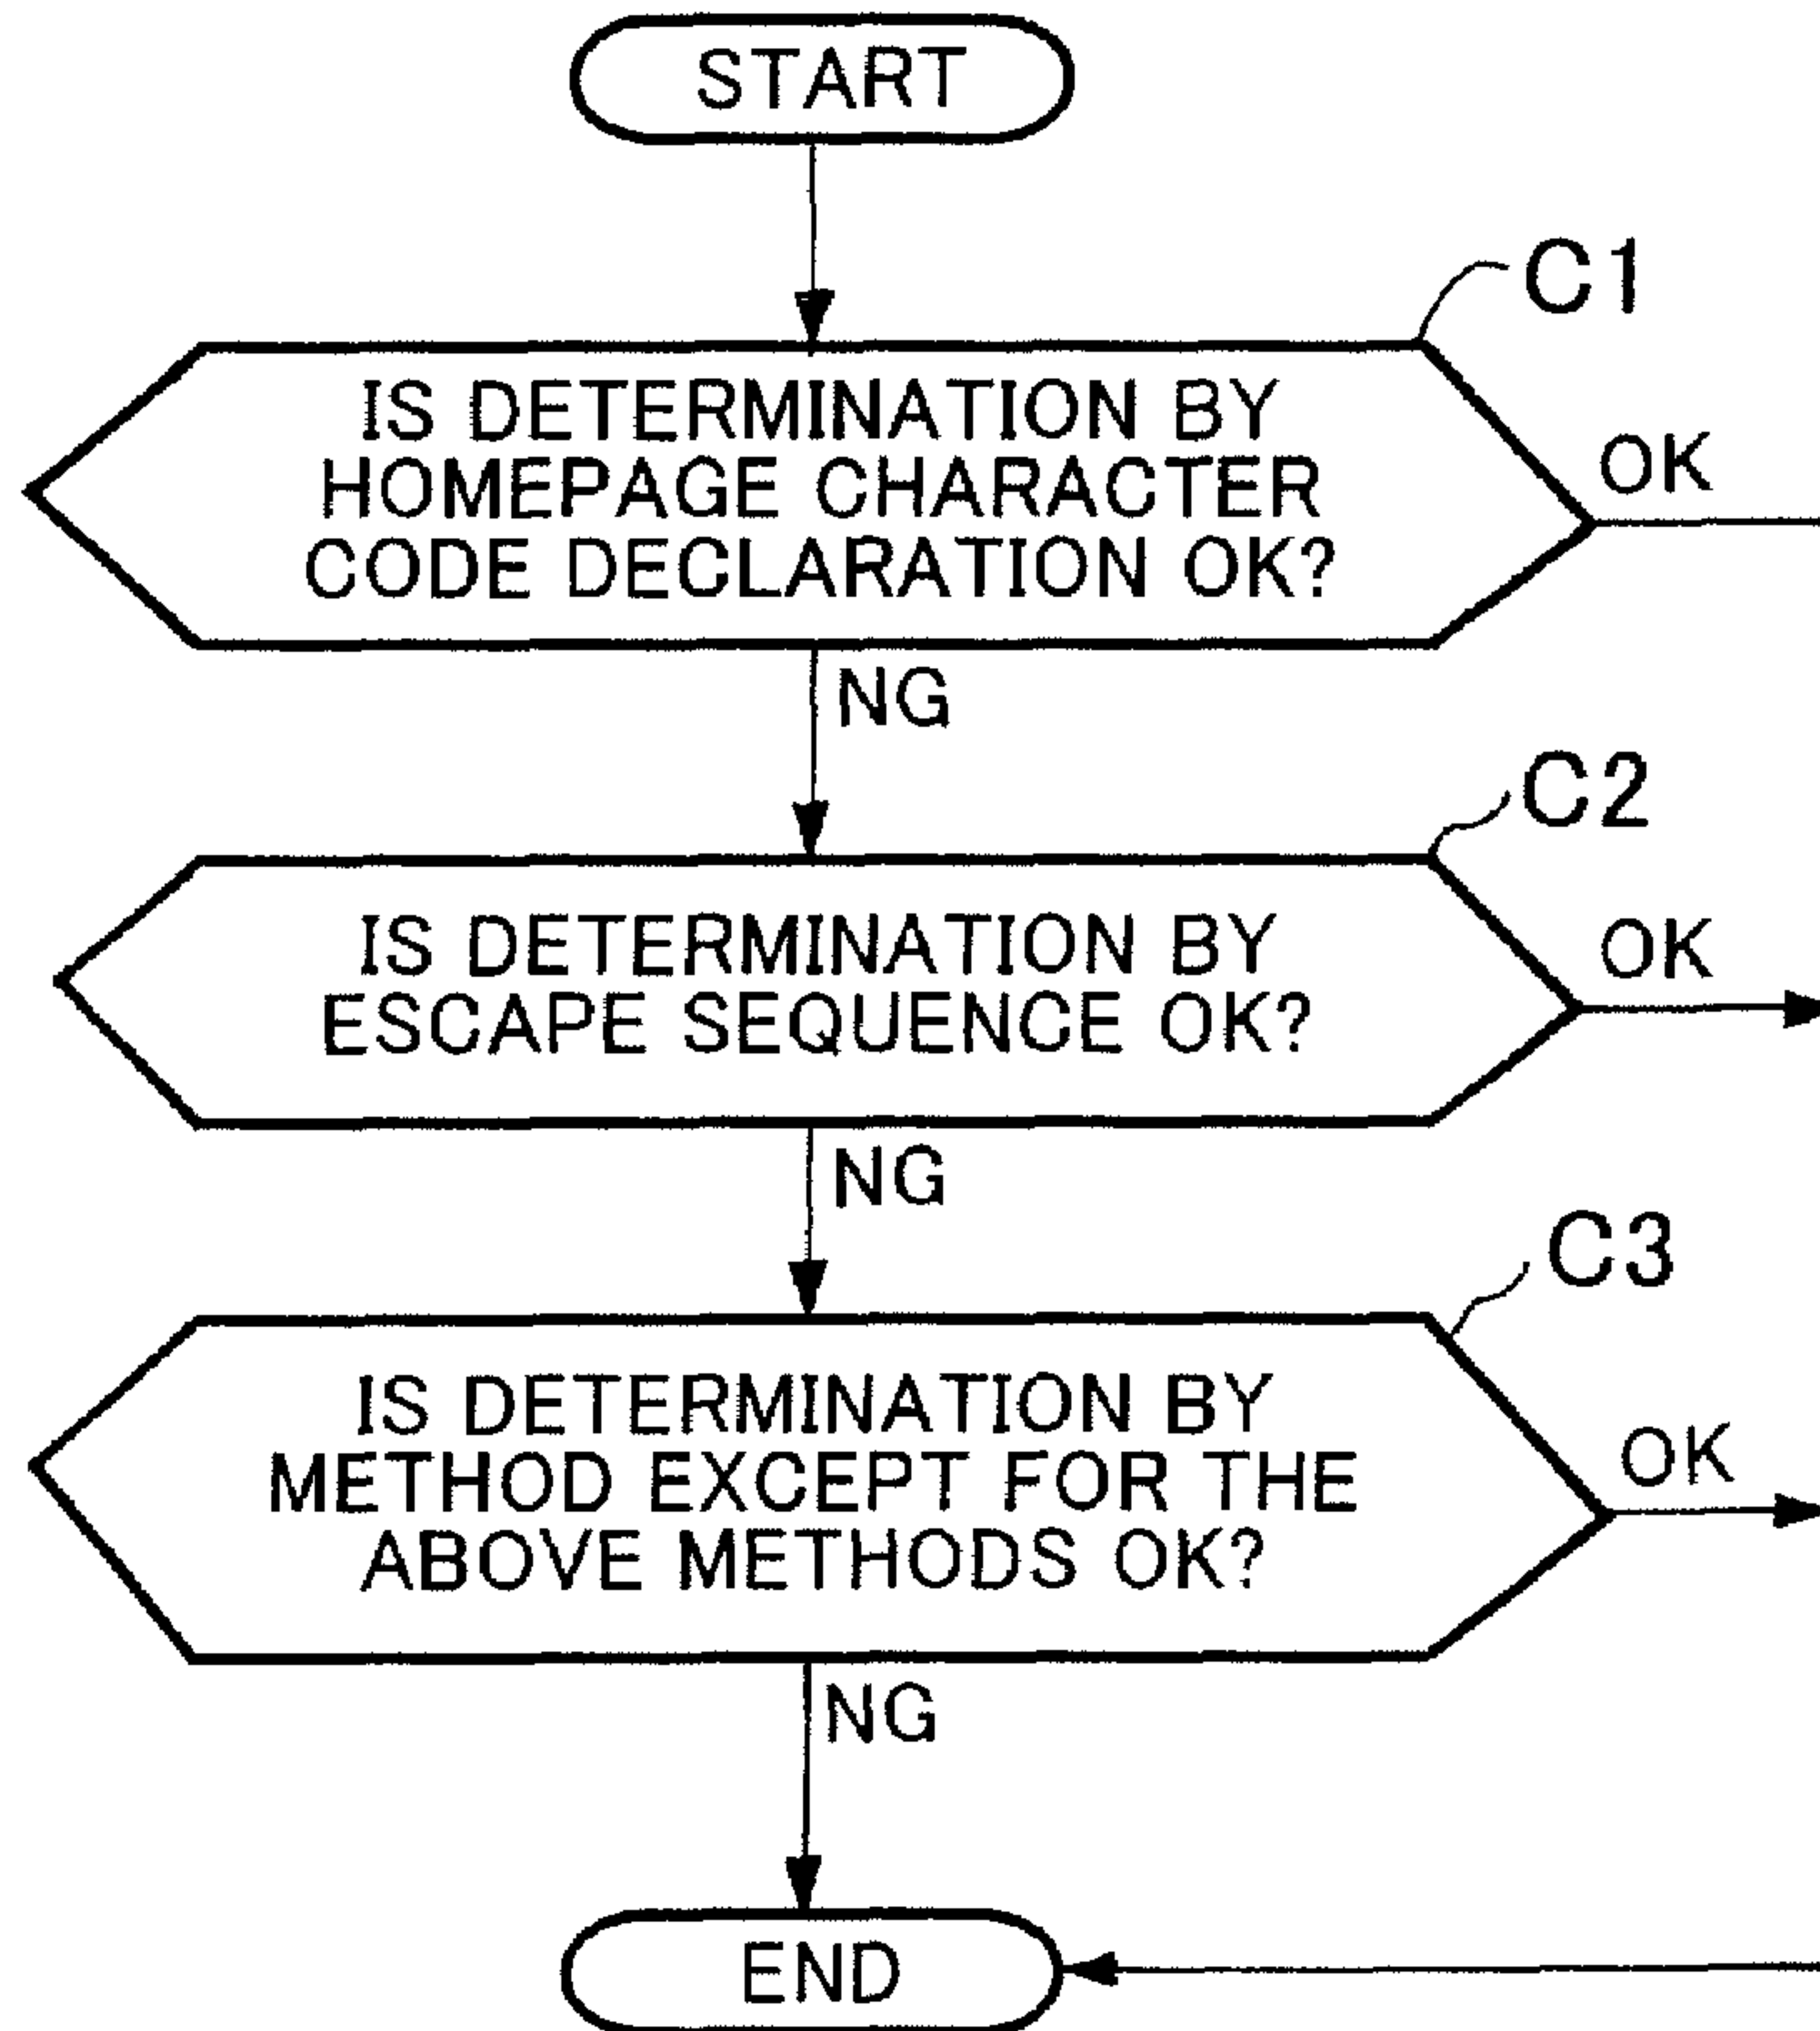 START
C1
IS DETERMINATION BY
HOMEPAGE CHARACTER
CODE DECLARATION OK?
OK
NG
C2
IS DETERMINATION BY
ESCAPE SEQUENCE OK?
OK
NG
C3
IS DETERMINATION BY
METHOD EXCEPT FOR THE
ABOVE METHODS OK?
OK
NG
END